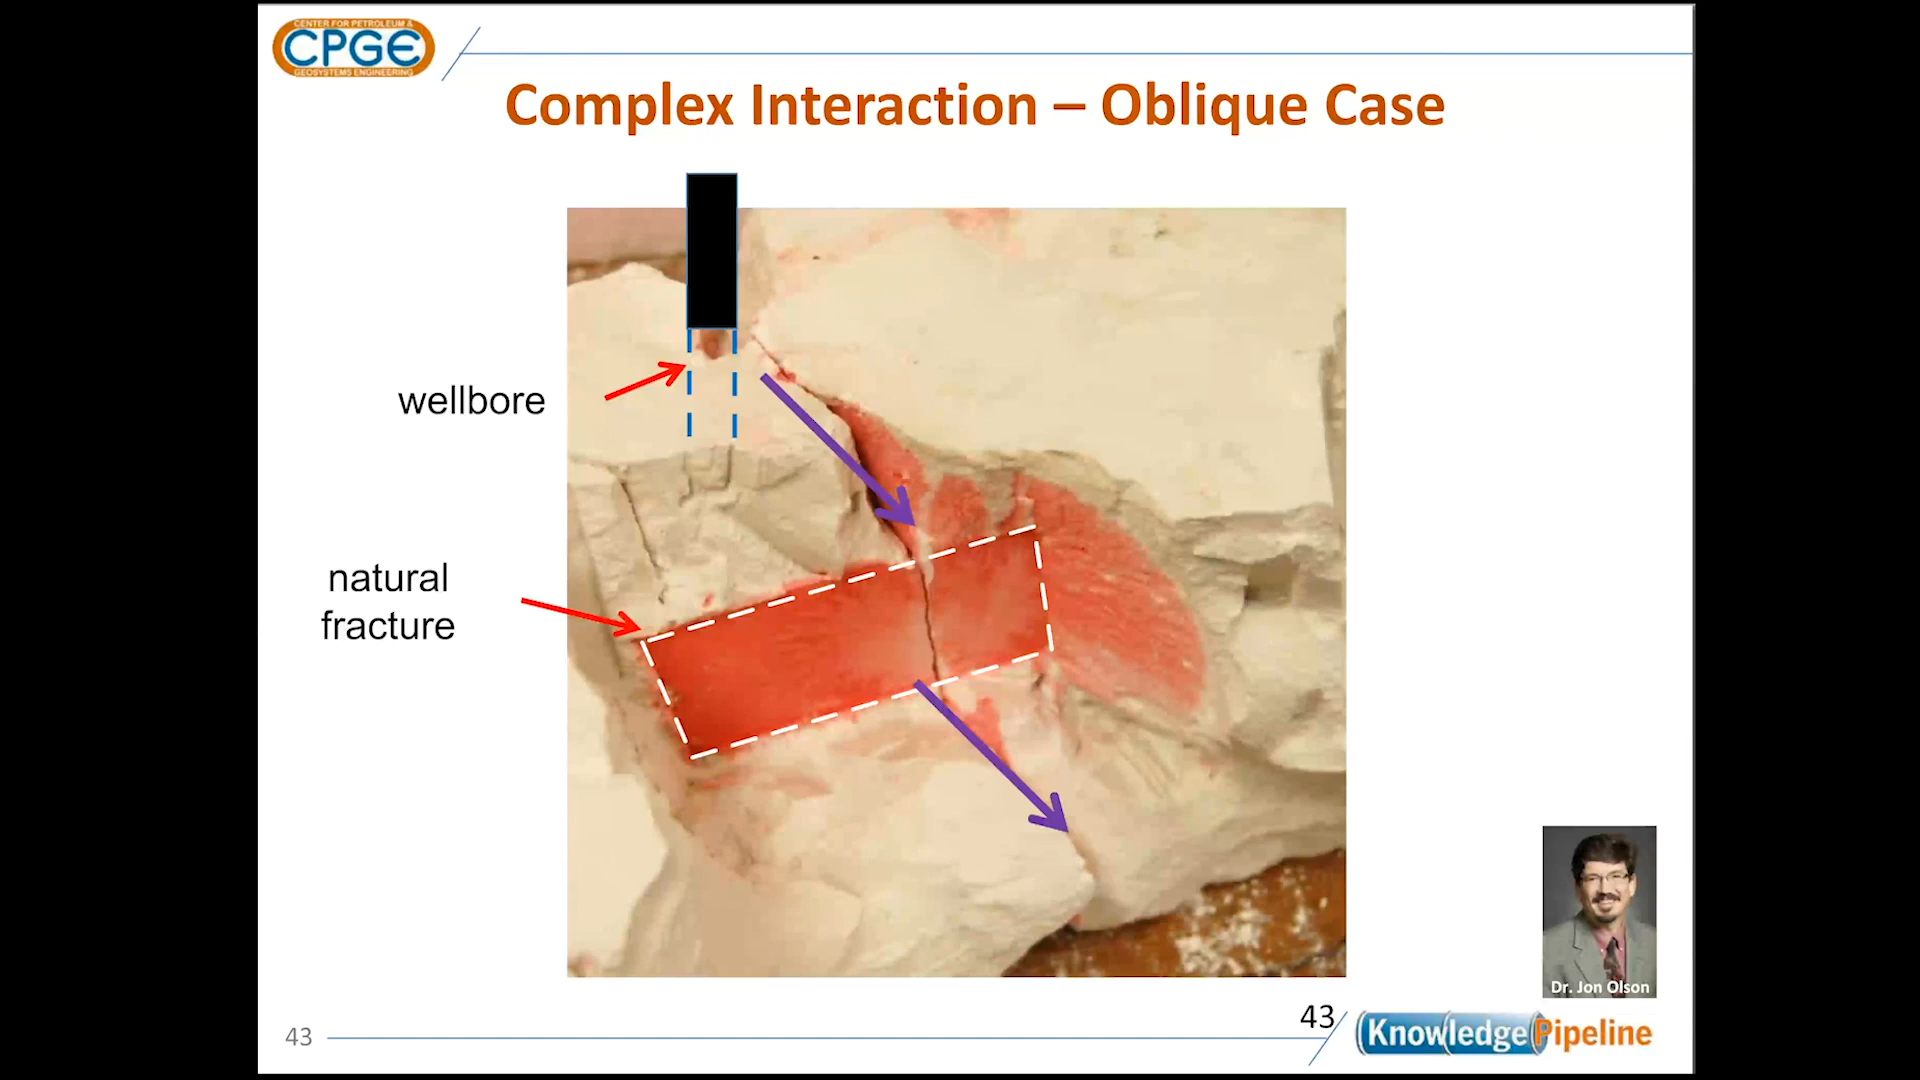 CENTER FOR PETROLEUM &
CPGE
GEOSYSTEMS ENGINEERING
Complex Interaction – Oblique Case
wellbore
natural
fracture
Dr. Jon Olson
43
43
Knowledge Pipeline